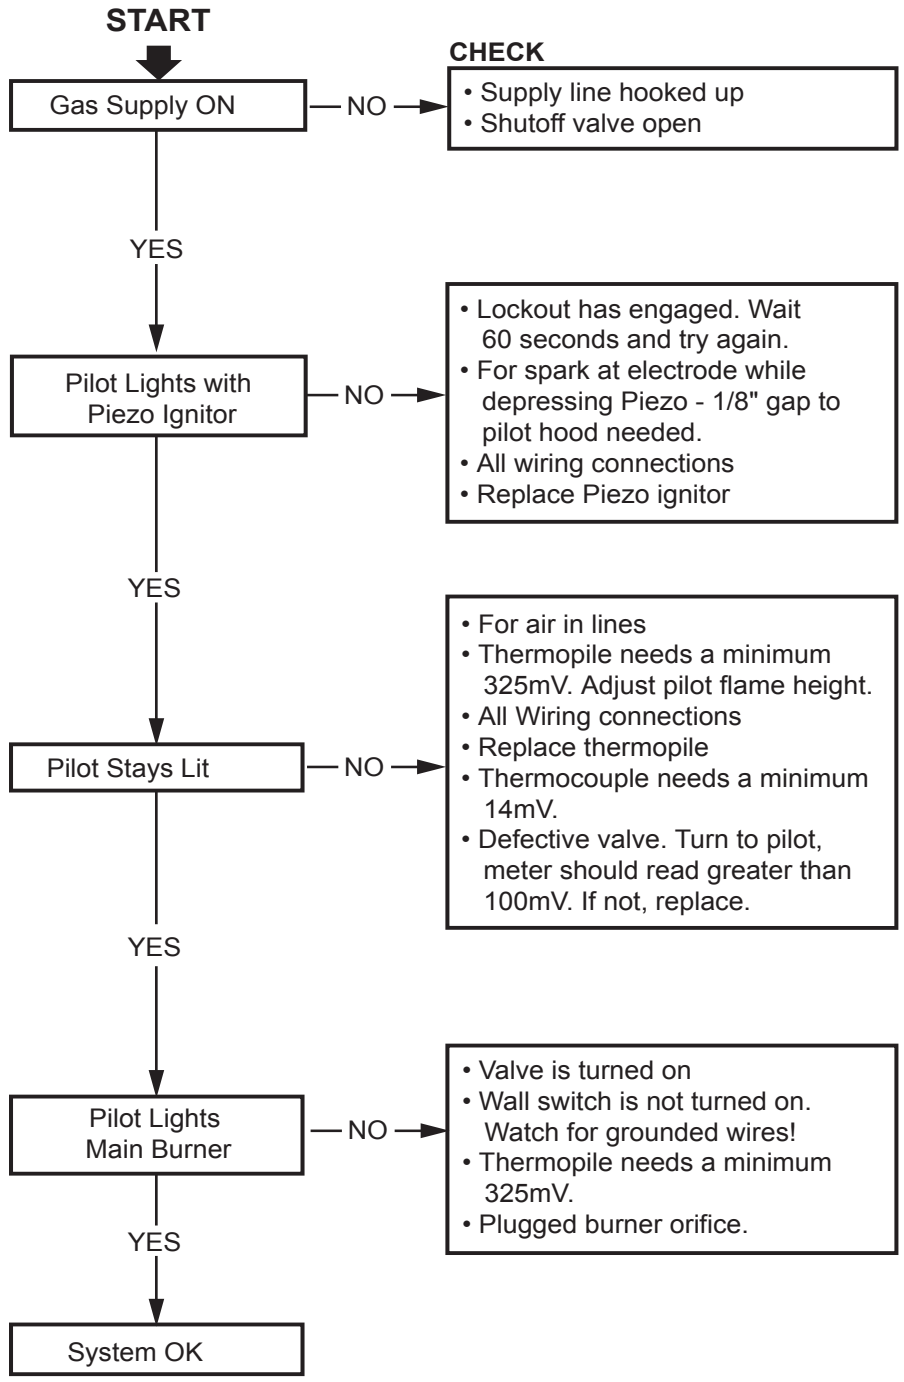 START
CHECK
Gas Supply ON
NO
• Supply line hooked up
• Shutoff valve open
YES
Pilot Lights with
Piezo Ignitor
NO
• Lockout has engaged. Wait
60 seconds and try again.
• For spark at electrode while
depressing Piezo - 1/8" gap to
pilot hood needed.
• All wiring connections
• Replace Piezo ignitor
YES
Pilot Stays Lit
NO
• For air in lines
• Thermopile needs a minimum
325mV. Adjust pilot flame height.
• All Wiring connections
• Replace thermopile
• Thermocouple needs a minimum
14mV.
• Defective valve. Turn to pilot,
meter should read greater than
100mV. If not, replace.
YES
Pilot Lights
Main Burner
NO
• Valve is turned on
• Wall switch is not turned on.
Watch for grounded wires!
• Thermopile needs a minimum
325mV.
• Plugged burner orifice.
YES
System OK